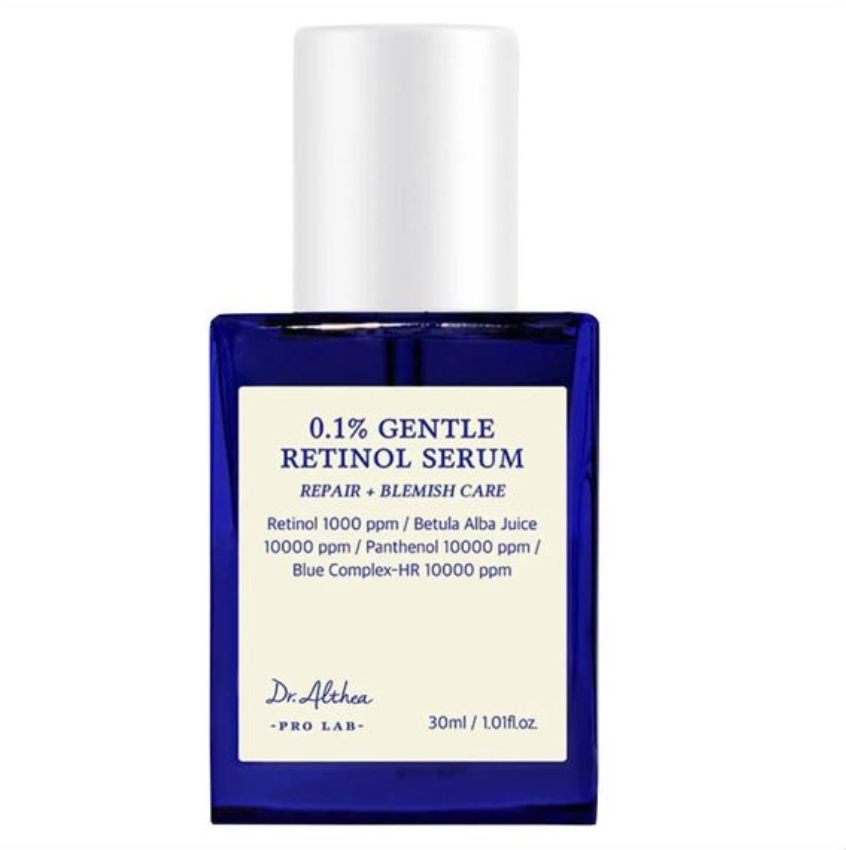 0.1% GENTLE
RETINOL SERUM
REPAIR + BLEMISH CARE
Retinol 1000 ppm / Betula Alba Juice
10000 ppm / Panthenol 10000 ppm /
Blue Complex-HR 10000 ppm
Dr. Althea
-PRO LAB-
30ml / 1.01fl.oz.